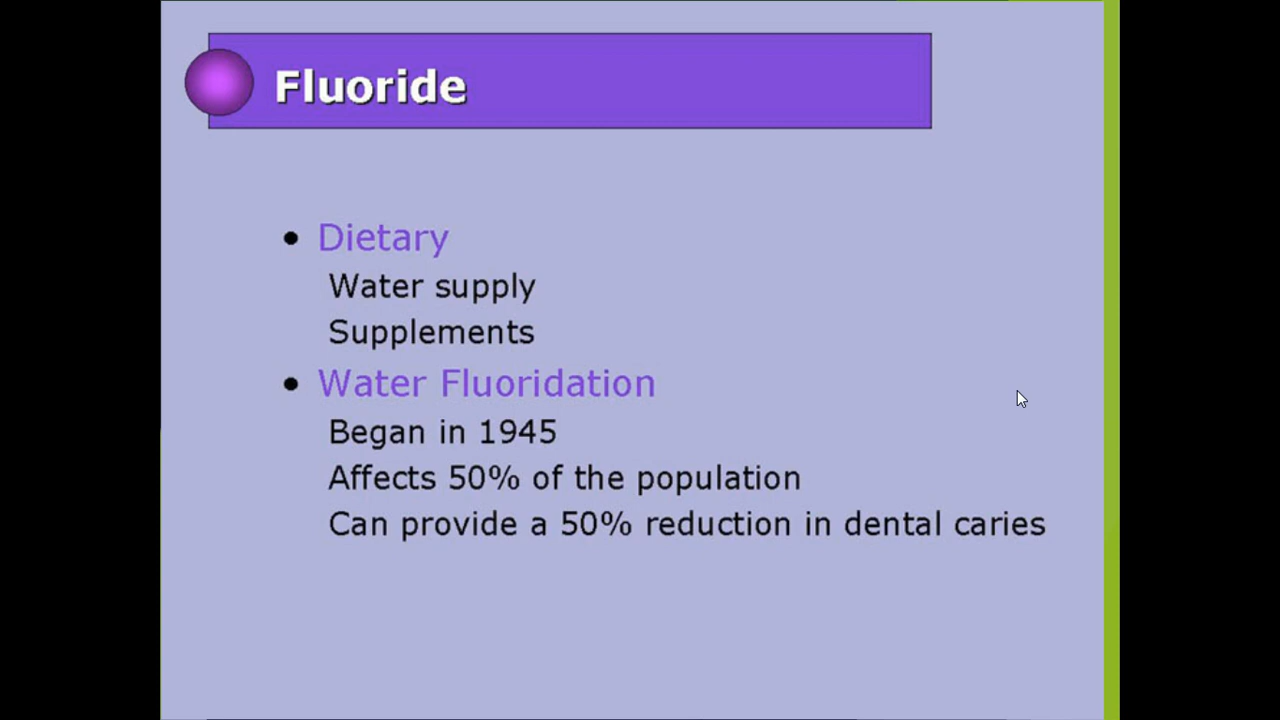 Fluoride
• Dietary
Water supply
Supplements
• Water Fluoridation
Began in 1945
Affects 50% of the population
Can provide a 50% reduction in dental caries